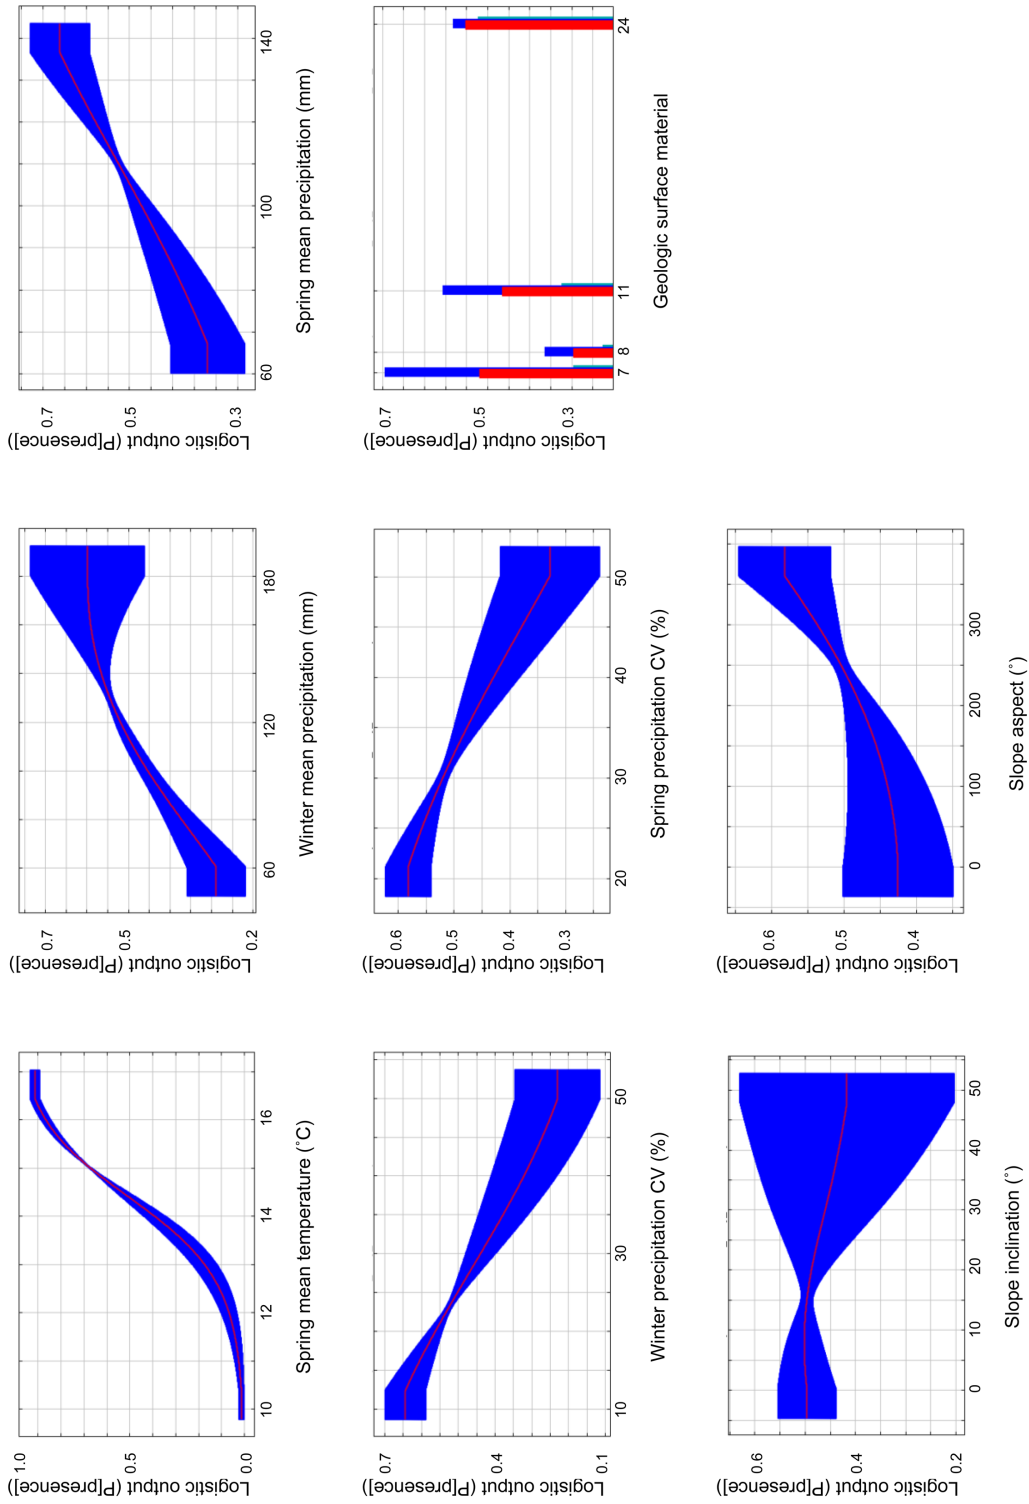 Logistic output (P[presence])
1.0
0.5
0.0
10 12 14 16
Spring mean temperature (˚C)
Logistic output (P[presence])
0.7
0.5
0.2
60 120 180
Winter mean precipitation (mm)
Logistic output (P[presence])
0.7
0.5
0.3
60 100 140
Spring mean precipitation (mm)
Logistic output (P[presence])
0.7
0.4
0.1
10 30 50
Winter precipitation CV (%)
Logistic output (P[presence])
0.6
0.5
0.4
0.3
20 30 40 50
Spring precipitation CV (%)
Logistic output (P[presence])
0.7
0.5
0.3
7 8 11 24
Geologic surface material
Logistic output (P[presence])
0.6
0.4
0.2
0 10 20 30 40 50
Slope inclination (˚)
Logistic output (P[presence])
0.6
0.5
0.4
0 100 200 300
Slope aspect (˚)